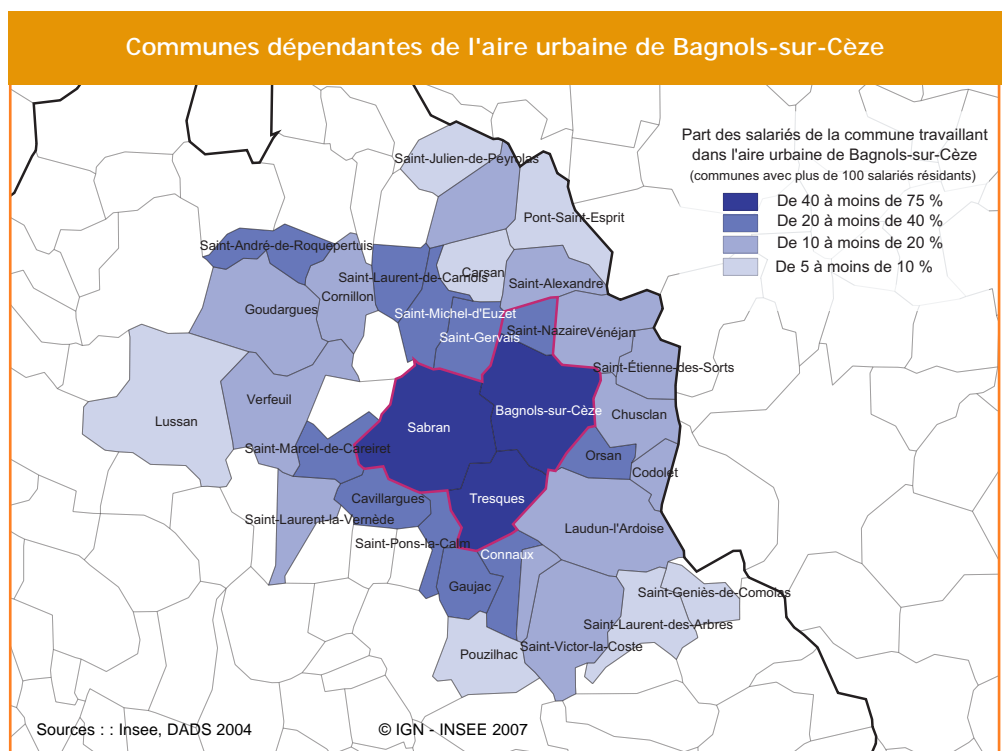 Communes dépendantes de l'aire urbaine de Bagnols-sur-Cèze
Part des salariés de la commune travaillant
dans l'aire urbaine de Bagnols-sur-Cèze
(communes avec plus de 100 salariés résidants)
De 40 à moins de 75 %
De 20 à moins de 40 %
De 10 à moins de 20 %
De 5 à moins de 10 %
Saint-Julien-de-Peyrolas
Pont-Saint-Esprit
Saint-André-de-Roquepertuis
Saint-Laurent-de-Carnols
Carsan
Saint-Alexandre
Cornillon
Goudargues
Saint-Michel-d'Euzet
Saint-Gervais
Saint-Nazaire
Vénéjan
Saint-Étienne-des-Sorts
Verfeuil
Lussan
Sabran
Bagnols-sur-Cèze
Chusclan
Saint-Marcel-de-Careiret
Orsan
Codolet
Cavillargues
Tresques
Saint-Laurent-la-Vernède
Laudun-l'Ardoise
Saint-Pons-la-Calm
Connaux
Gaujac
Saint-Geniès-de-Comolas
Saint-Laurent-des-Arbres
Saint-Victor-la-Coste
Pouzilhac
Sources : : Insee, DADS 2004
© IGN - INSEE 2007